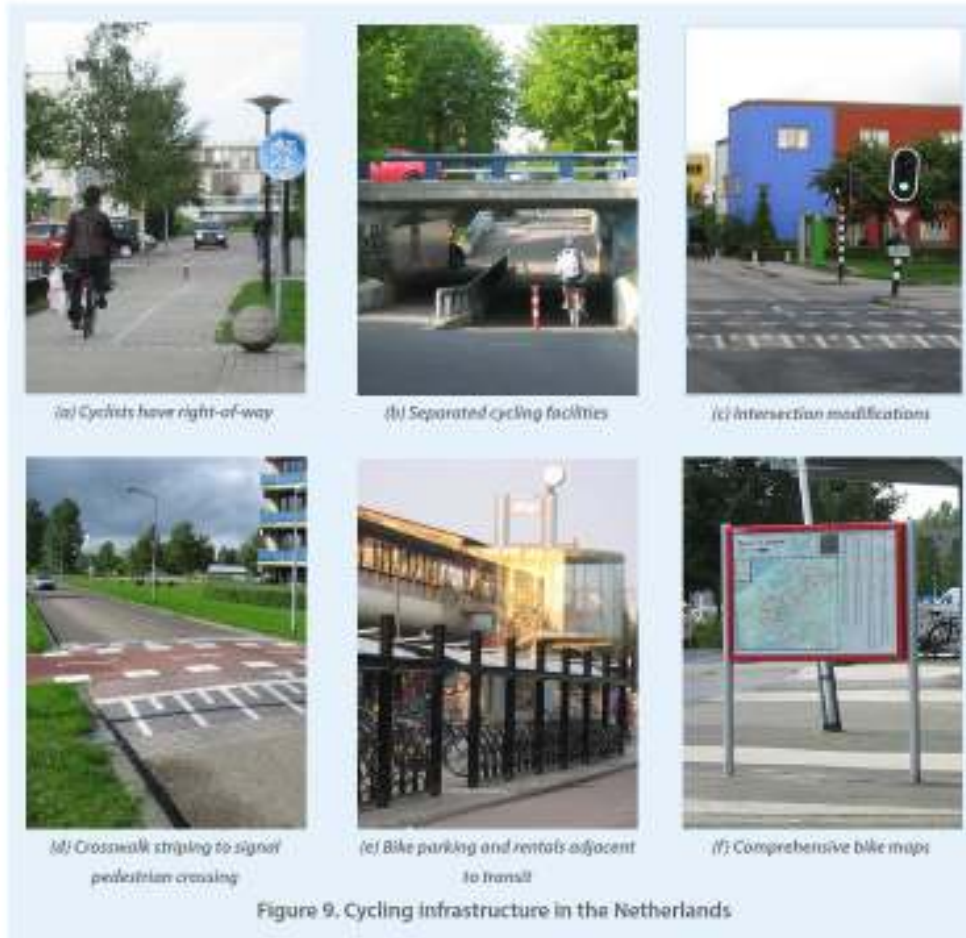 (a) Cyclists have right-of-way
(b) Separated cycling facilities
(c) Intersection modifications
(d) Crosswalk striping to signal
pedestrian crossing
(e) Bike parking and rentals adjacent
to transit
(f) Comprehensive bike maps
Figure 9. Cycling infrastructure in the Netherlands